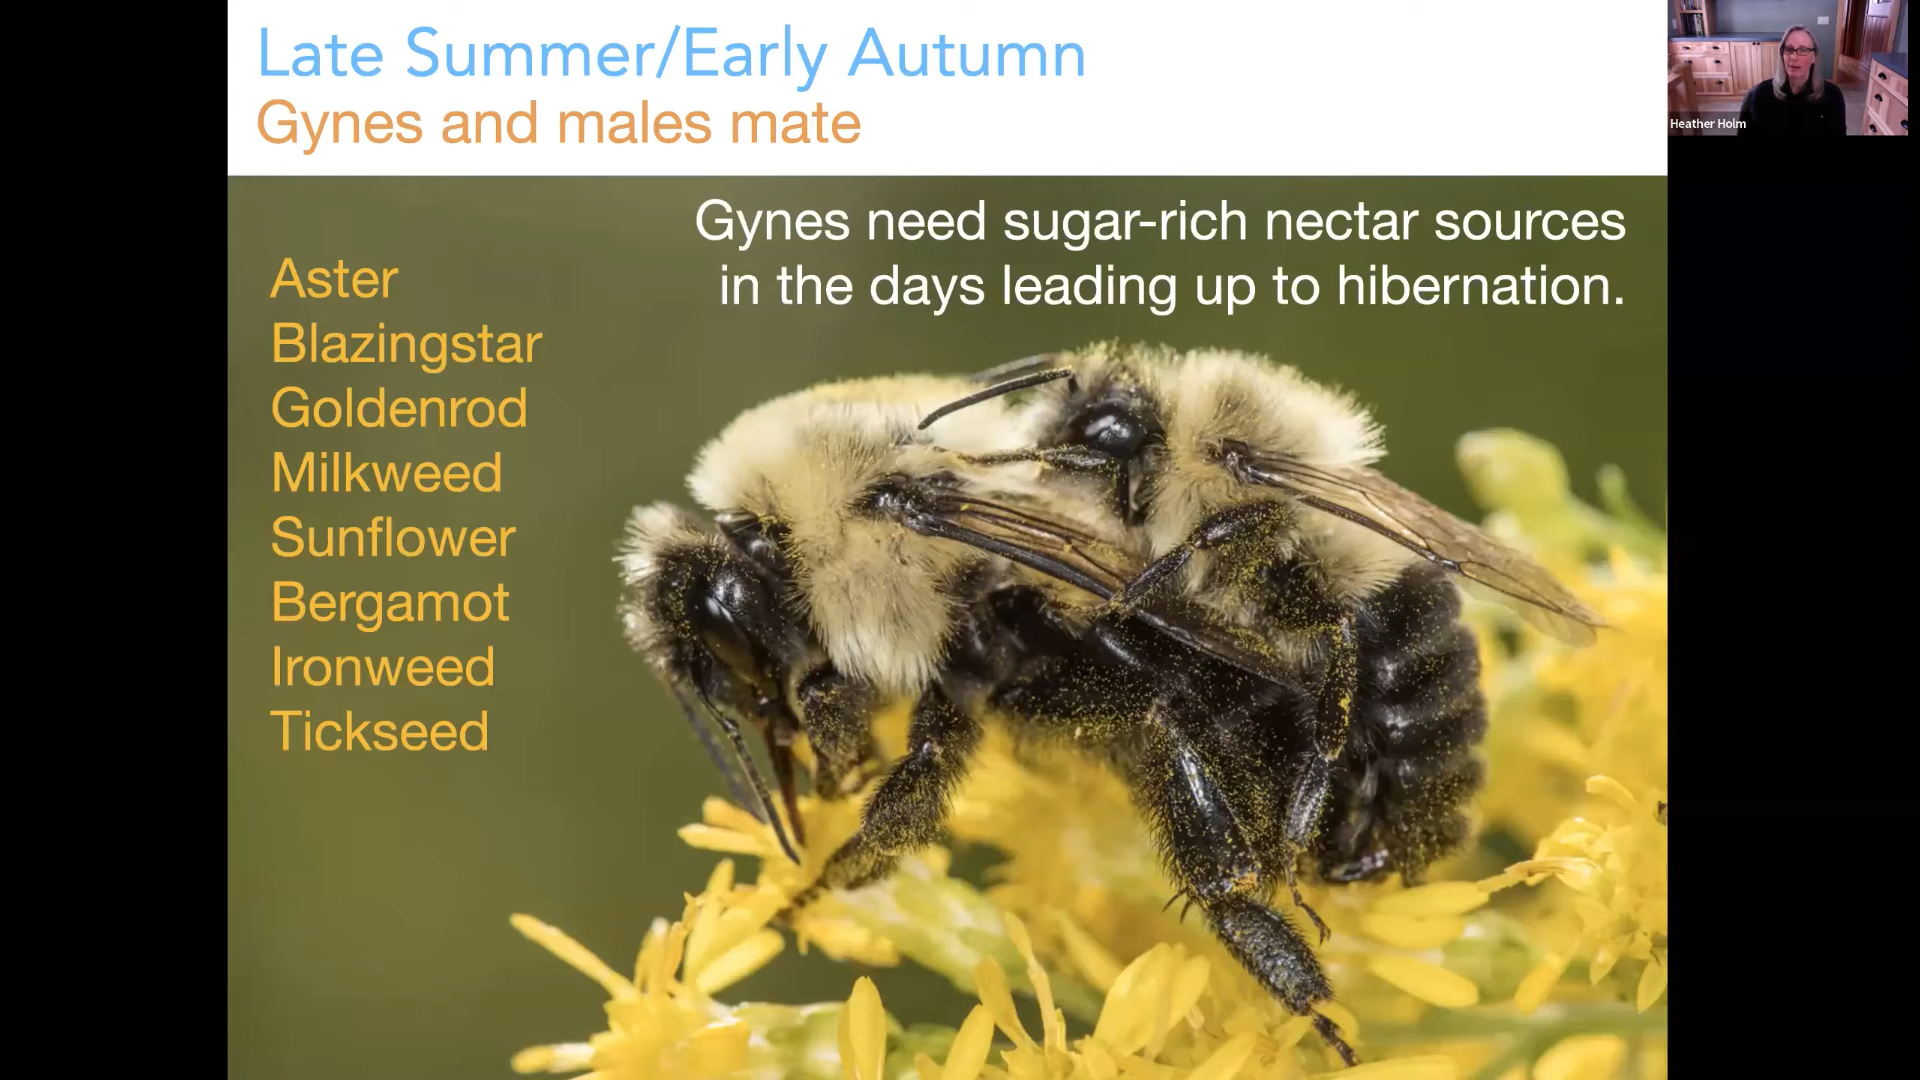 Late Summer/Early Autumn
Gynes and males mate
Gynes need sugar-rich nectar sources
in the days leading up to hibernation.
Aster
Blazingstar
Goldenrod
Milkweed
Sunflower
Bergamot
Ironweed
Tickseed
Heather Holm